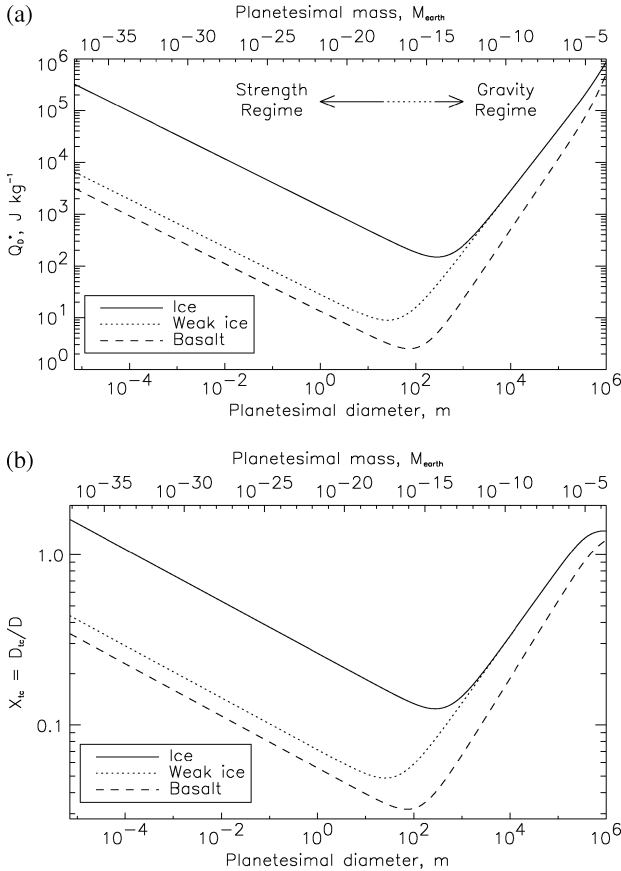 (a)
Planetesimal mass, M_earth
10^-35 10^-30 10^-25 10^-20 10^-15 10^-10 10^-5
10^6
10^5
10^4
10^3
10^2
10^1
10^0
Q_D^*, J kg^-1
Strength Regime
Gravity Regime
Ice
Weak ice
Basalt
10^-4 10^-2 10^0 10^2 10^4 10^6
Planetesimal diameter, m
(b)
Planetesimal mass, M_earth
10^-35 10^-30 10^-25 10^-20 10^-15 10^-10 10^-5
1.0
0.1
X_tc = D_tc/D
Ice
Weak ice
Basalt
10^-4 10^-2 10^0 10^2 10^4 10^6
Planetesimal diameter, m